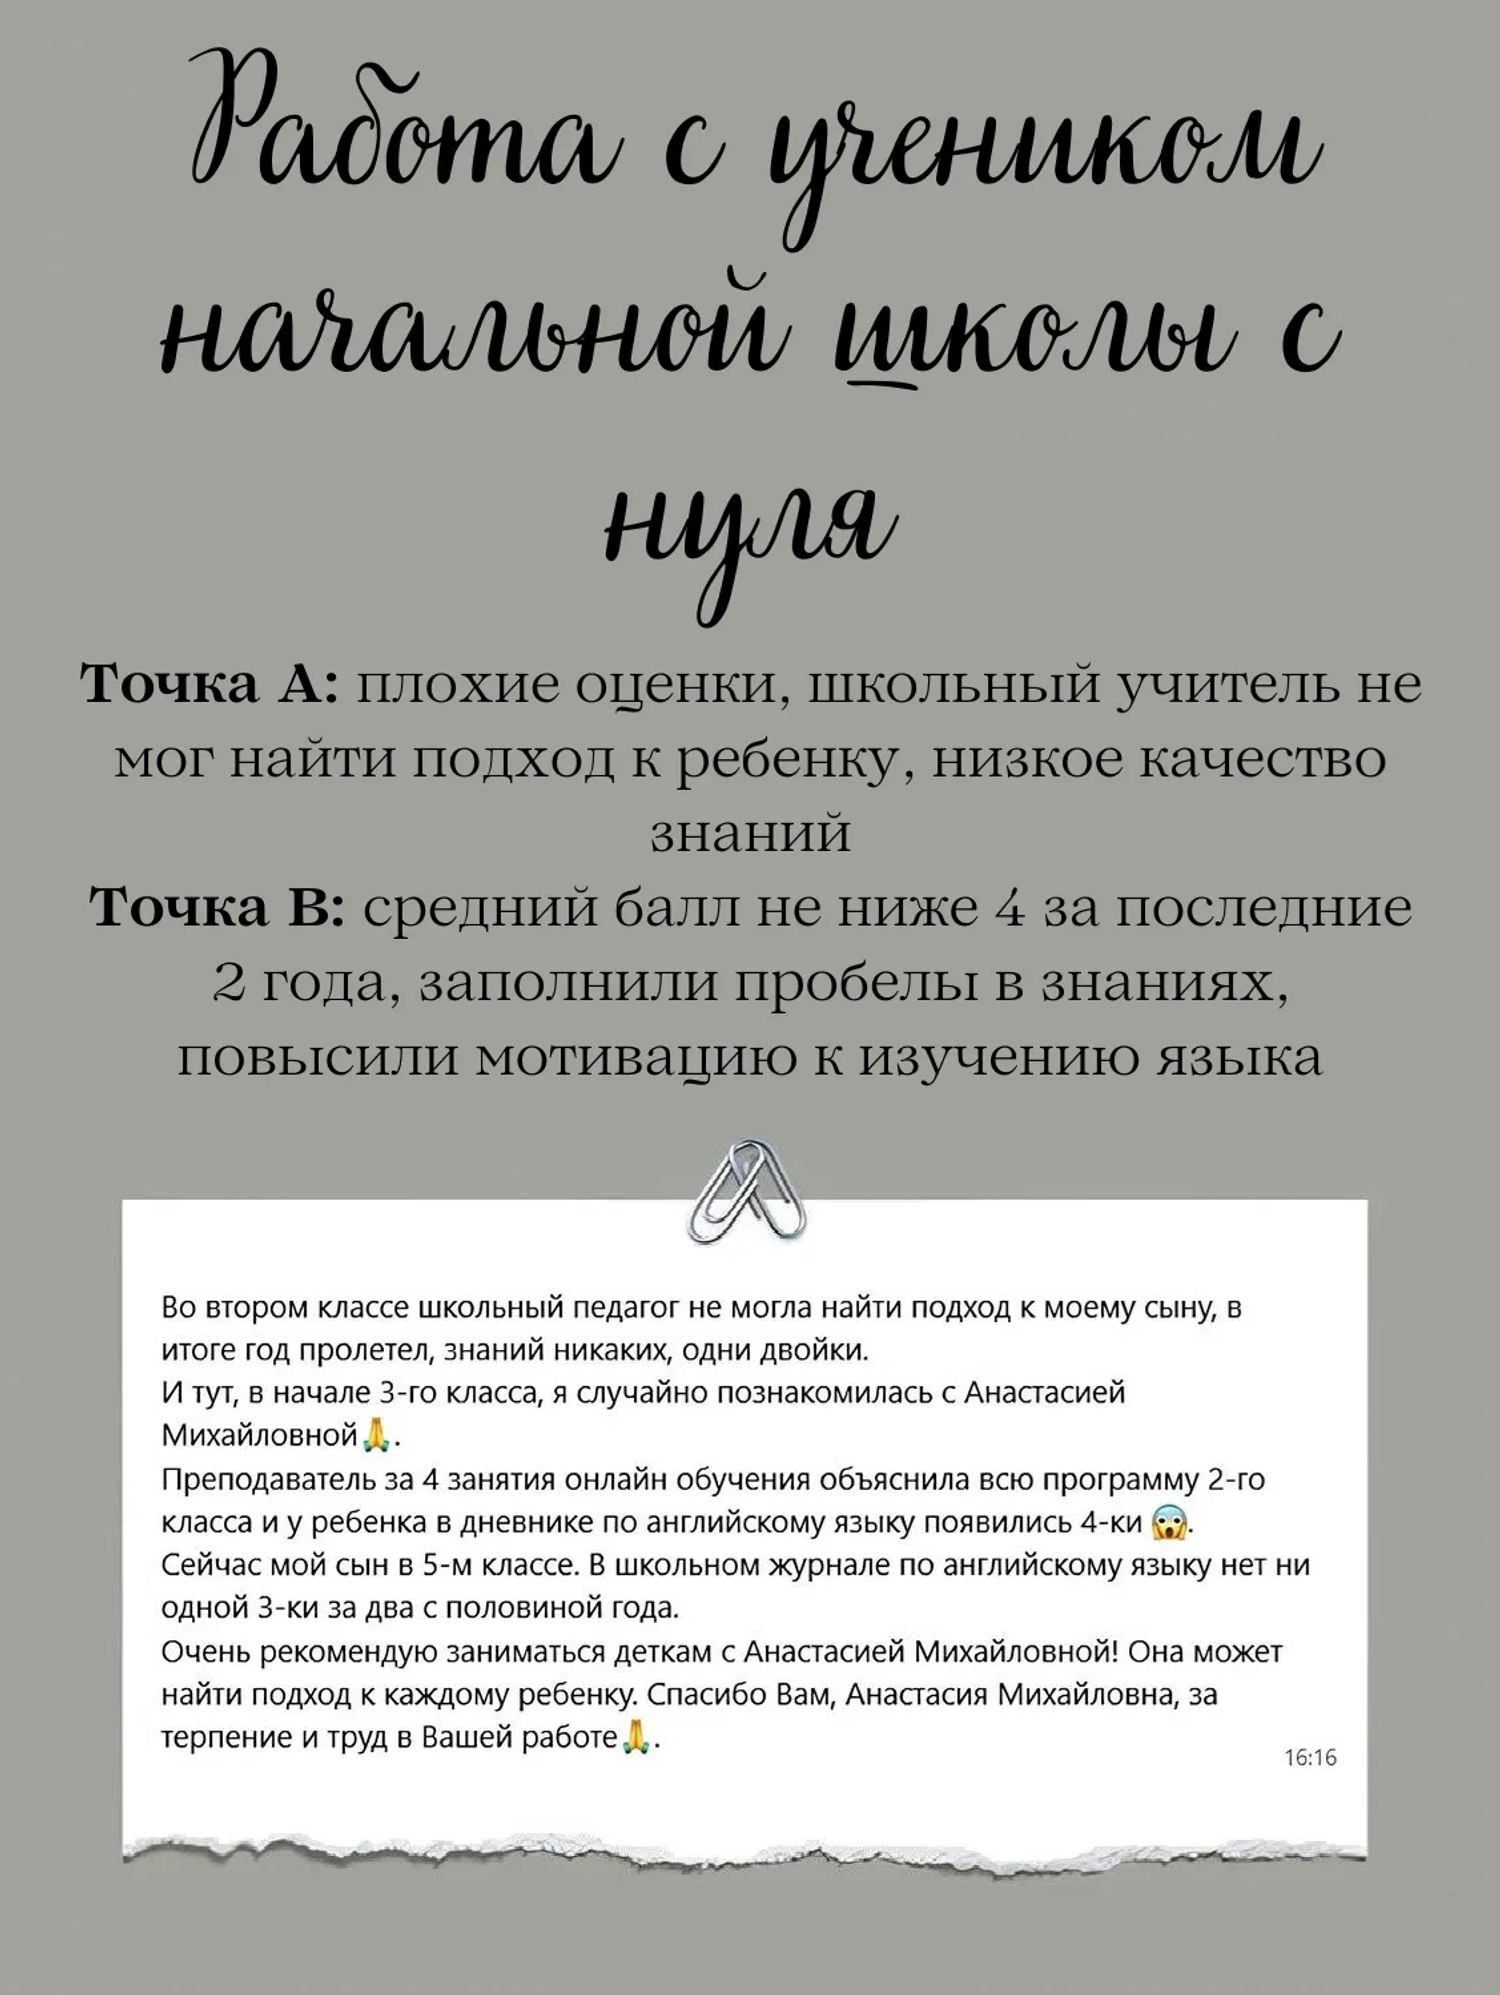 Работа с учеником
начальной школы с
нуля
Точка А: плохие оценки, школьный учитель не
мог найти подход к ребенку, низкое качество
знаний
Точка В: средний балл не ниже 4 за последние
2 года, заполнили пробелы в знаниях,
повысили мотивацию к изучению языка
Во втором классе школьный педагог не могла найти подход к моему сыну, в
итоге год пролетел, знаний никаких, одни двойки.
И тут, в начале 3-го класса, я случайно познакомилась с Анастасией
Михайловной🙏.
Преподаватель за 4 занятия онлайн обучения объяснила всю программу 2-го
класса и у ребенка в дневнике по английскому языку появились 4-ки 😱.
Сейчас мой сын в 5-м классе. В школьном журнале по английскому языку нет ни
одной 3-ки за два с половиной года.
Очень рекомендую заниматься деткам с Анастасией Михайловной! Она может
найти подход к каждому ребенку. Спасибо Вам, Анастасия Михайловна, за
терпение и труд в Вашей работе🙏.
16:16